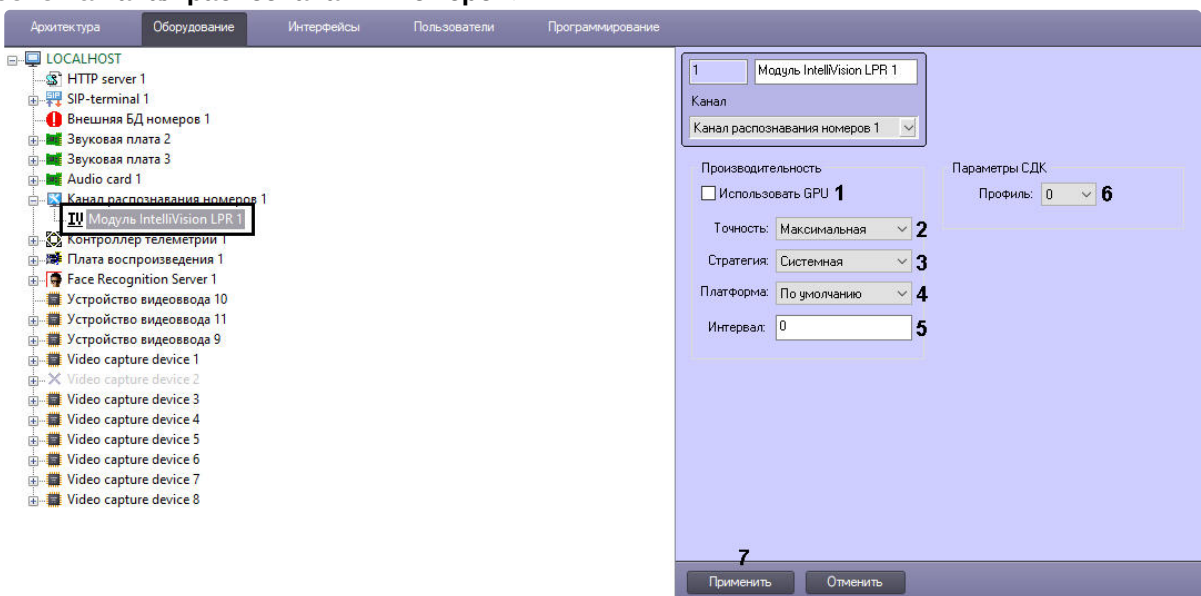 Архитектура Оборудование Интерфейсы Пользователи Программирование
LOCALHOST
HTTP server 1
SIP-terminal 1
Внешняя БД номеров 1
Звуковая плата 2
Звуковая плата 3
Audio card 1
Канал распознавания номеров 1
Модуль IntelliVision LPR 1
Контроллер телеметрии 1
Плата воспроизведения 1
Face Recognition Server 1
Устройство видеоввода 10
Устройство видеоввода 11
Устройство видеоввода 9
Video capture device 1
Video capture device 2
Video capture device 3
Video capture device 4
Video capture device 5
Video capture device 6
Video capture device 7
Video capture device 8
1 Модуль IntelliVision LPR 1
Канал
Канал распознавания номеров 1
Производительность
Использовать GPU 1
Точность: Максимальная 2
Стратегия: Системная 3
Платформа: По умолчанию 4
Интервал: 0 5
Параметры СДК
Профиль: 0 6
7
Применить Отменить